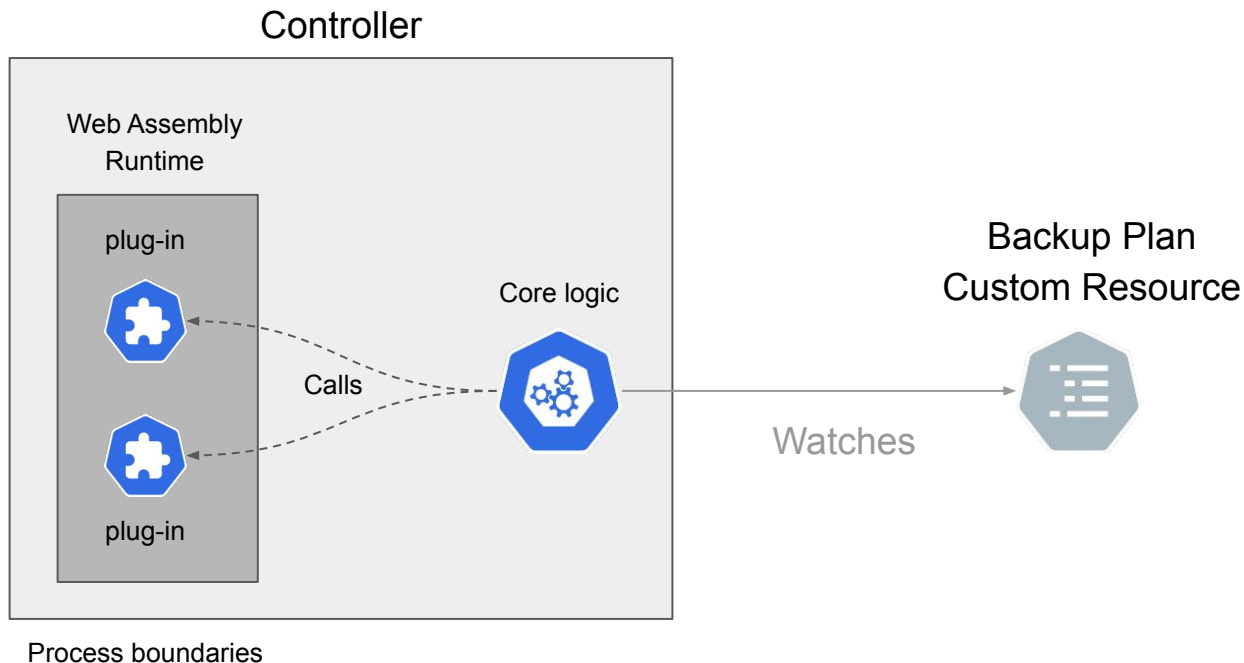 Controller
Web Assembly
Runtime
plug-in
Core logic
Calls
plug-in
Backup Plan
Custom Resource
Watches
Process boundaries